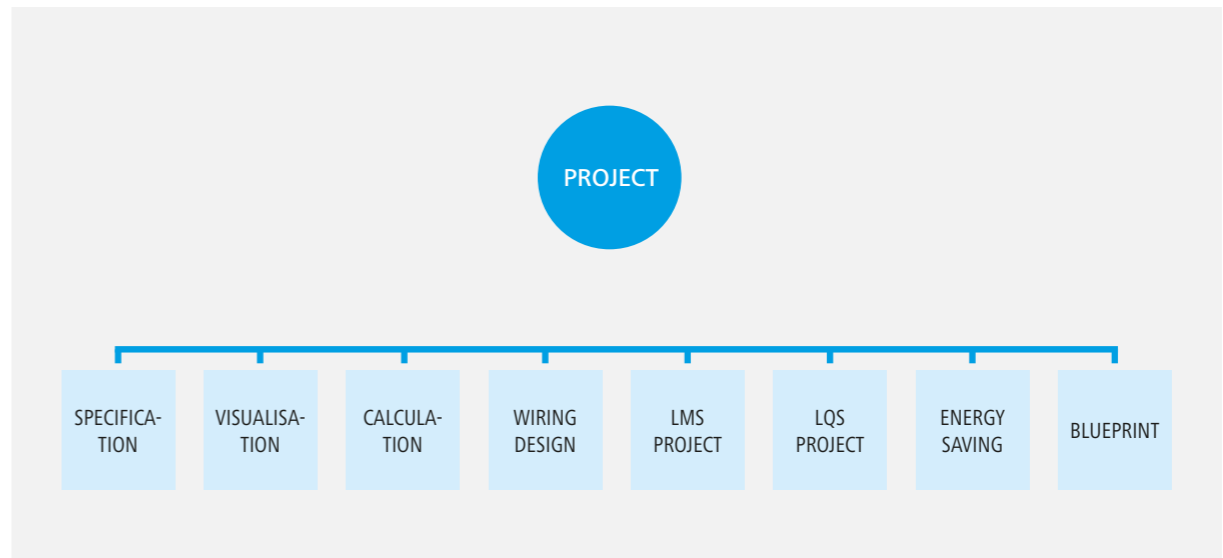 PROJECT
SPECIFICA-
TION
VISUALISA-
TION
CALCULA-
TION
WIRING
DESIGN
LMS
PROJECT
LQS
PROJECT
ENERGY
SAVING
BLUEPRINT